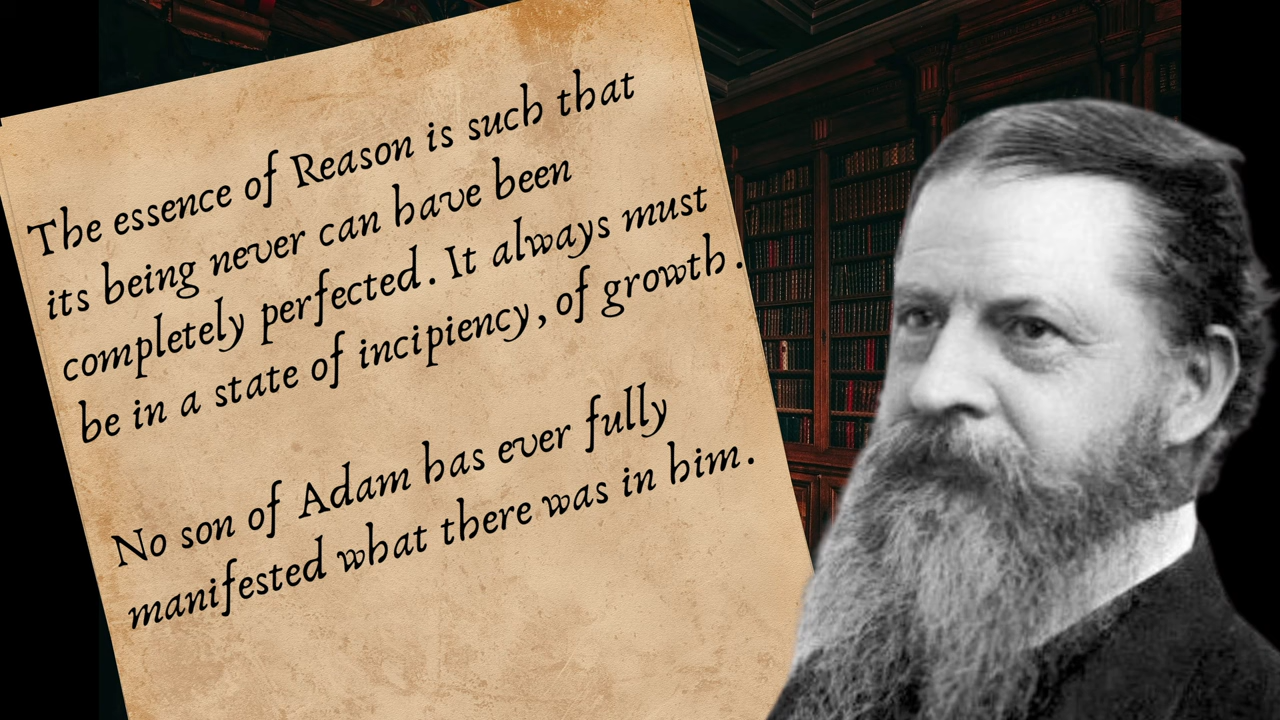 The essence of Reason is such that
its being never can have been
completely perfected. It always must
be in a state of incipiency, of growth.
No son of Adam has ever fully
manifested what there was in him.